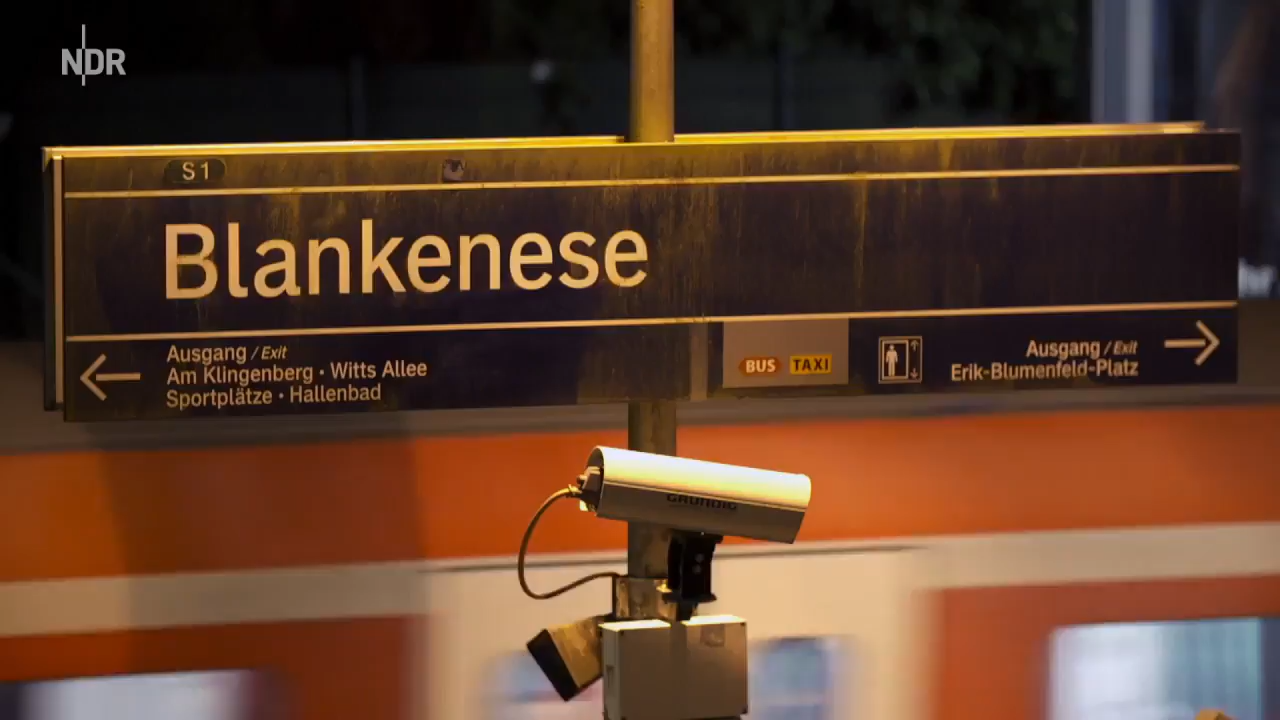 NDR
S1
Blankenese
Ausgang / Exit
Am Klingenberg • Witts Allee
Sportplätze • Hallenbad
BUS TAXI
Ausgang / Exit
Erik-Blumenfeld-Platz
GRUNDIG